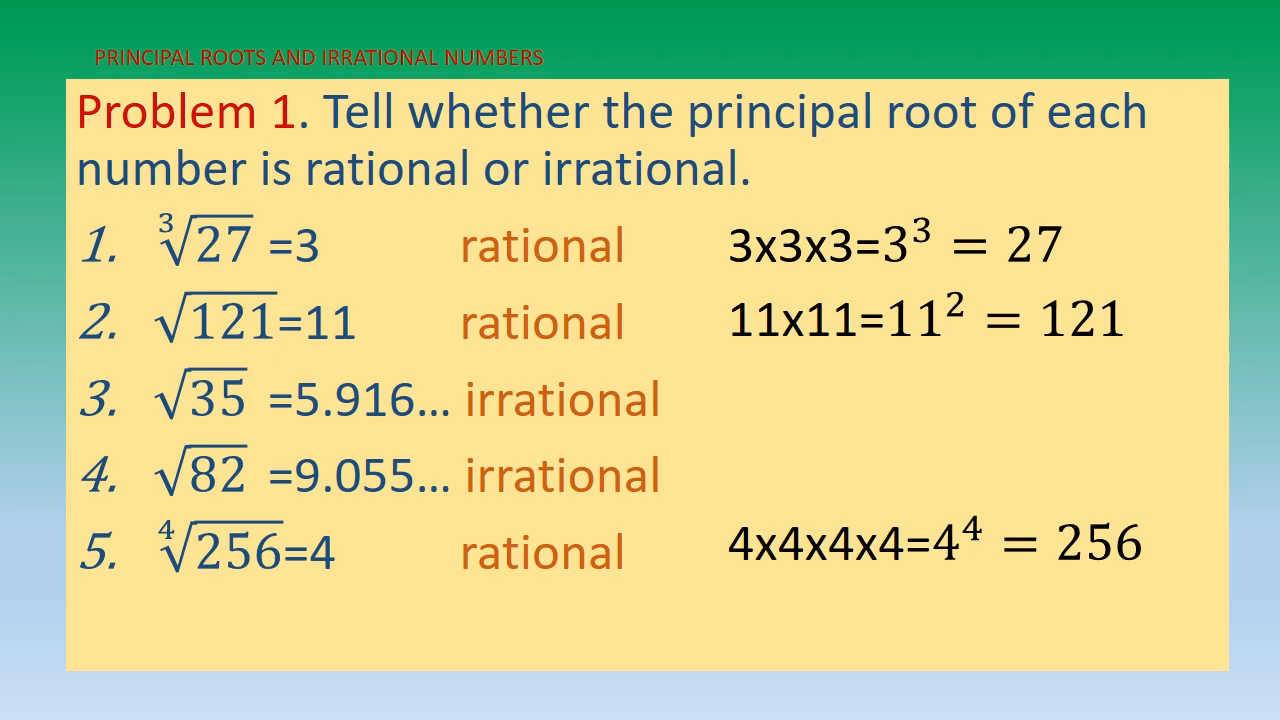 PRINCIPAL ROOTS AND IRRATIONAL NUMBERS
Problem 1. Tell whether the principal root of each
number is rational or irrational.
1. ∛27 =3 rational 3x3x3=3³ = 27
2. √121=11 rational 11x11=11² = 121
3. √35 =5.916... irrational
4. √82 =9.055... irrational
5. ∜256=4 rational 4x4x4x4=4⁴ = 256